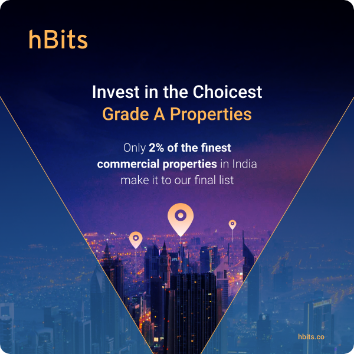 hBits
Invest in the Choicest
Grade A Properties
Only 2% of the finest
commercial properties in India
make it to our final list
hbits.co